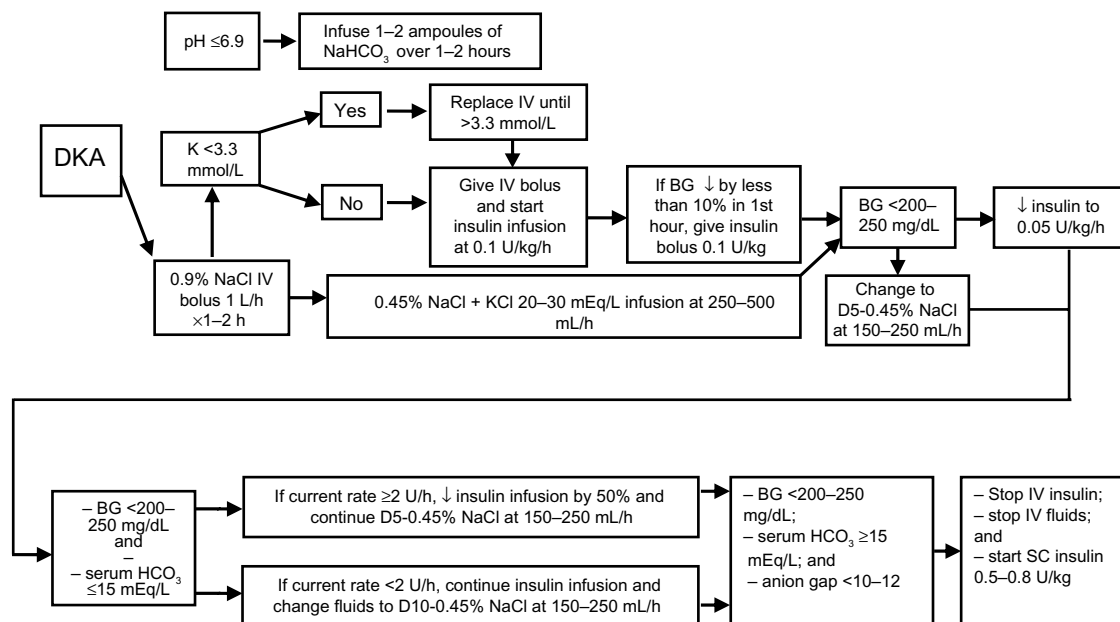 pH ≤6.9
Infuse 1–2 ampoules of
NaHCO₃ over 1–2 hours
DKA
K <3.3
mmol/L
Yes
Replace IV until
>3.3 mmol/L
No
Give IV bolus
and start
insulin infusion
at 0.1 U/kg/h
If BG ↓ by less
than 10% in 1st
hour, give insulin
bolus 0.1 U/kg
BG <200–
250 mg/dL
↓ insulin to
0.05 U/kg/h
0.9% NaCl IV
bolus 1 L/h
×1–2 h
0.45% NaCl + KCl 20–30 mEq/L infusion at 250–500
mL/h
Change to
D5-0.45% NaCl
at 150–250 mL/h
– BG <200–
250 mg/dL
and
–
– serum HCO₃
≤15 mEq/L
If current rate ≥2 U/h, ↓ insulin infusion by 50% and
continue D5-0.45% NaCl at 150–250 mL/h
If current rate <2 U/h, continue insulin infusion and
change fluids to D10-0.45% NaCl at 150–250 mL/h
– BG <200–250
mg/dL;
– serum HCO₃ ≥15
mEq/L; and
– anion gap <10–12
– Stop IV insulin;
– stop IV fluids;
and
– start SC insulin
0.5–0.8 U/kg